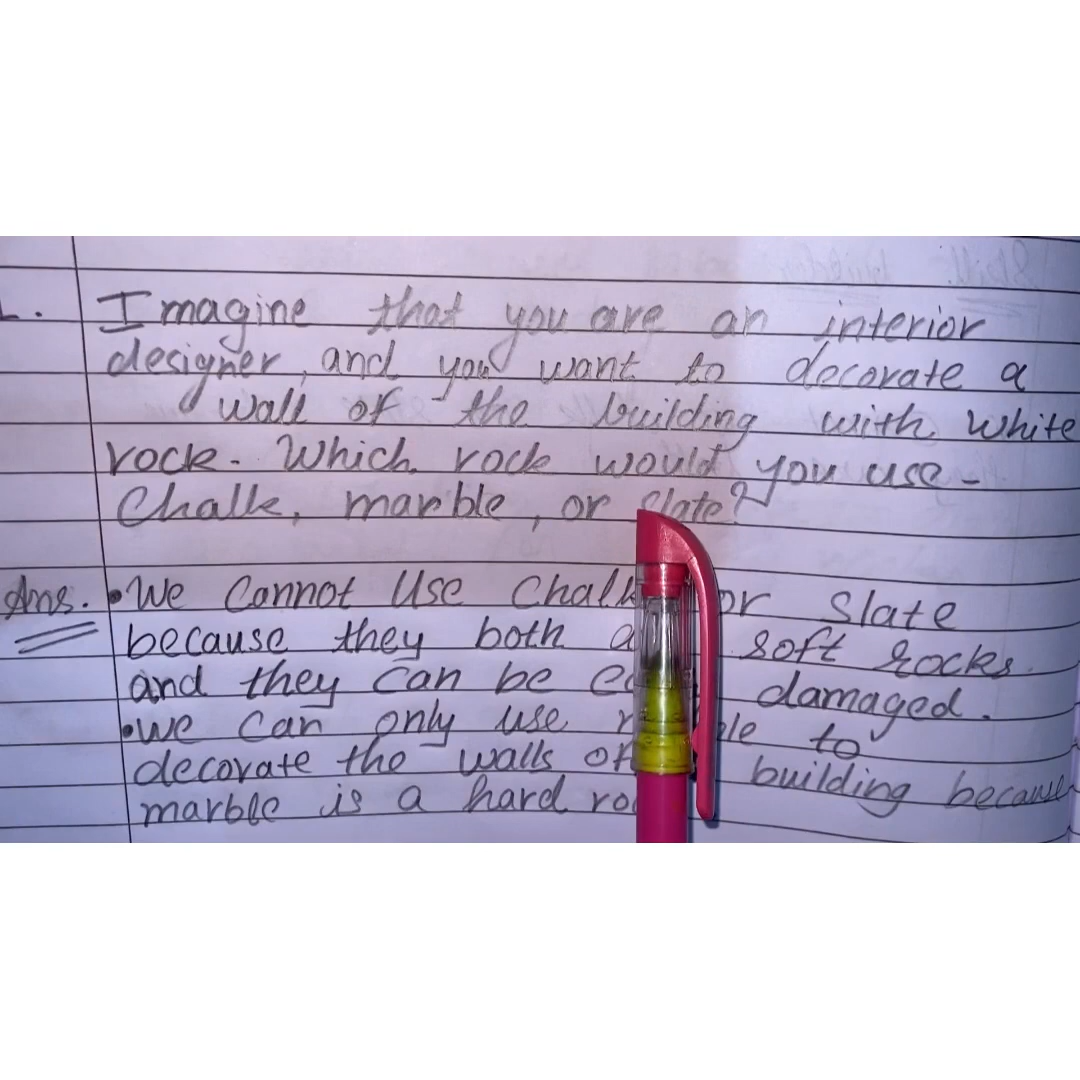 Imagine that you are an interior
designer, and you want to decorate a
wall of the building with white
rock. Which rock would you use -
Chalk, marble, or Slate?
Ans. •We Cannot Use Chalk or Slate
because they both soft rocks
and they can be damaged.
•we can only use to
decorate the walls of building because
marble is a hard